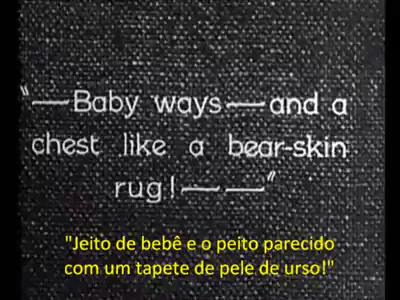 "—Baby ways—and a
chest like a bear-skin
rug!— —"
"Jeito de bebê e o peito parecido
com um tapete de pele de urso!"